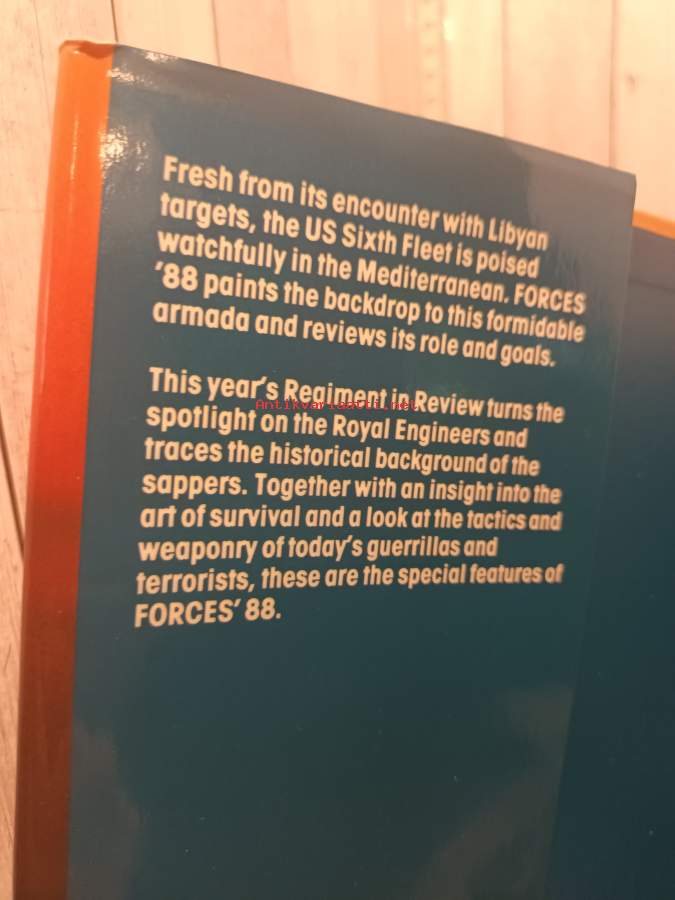 Fresh from its encounter with Libyan
targets, the US Sixth Fleet is poised
watchfully in the Mediterranean. FORCES
'88 paints the backdrop to this formidable
armada and reviews its role and goals.
This year's Regiment in Review turns the
Antikvariaatti.net
spotlight on the Royal Engineers and
traces the historical background of the
sappers. Together with an insight into the
art of survival and a look at the tactics and
weaponry of today's guerrillas and
terrorists, these are the special features of
FORCES' 88.